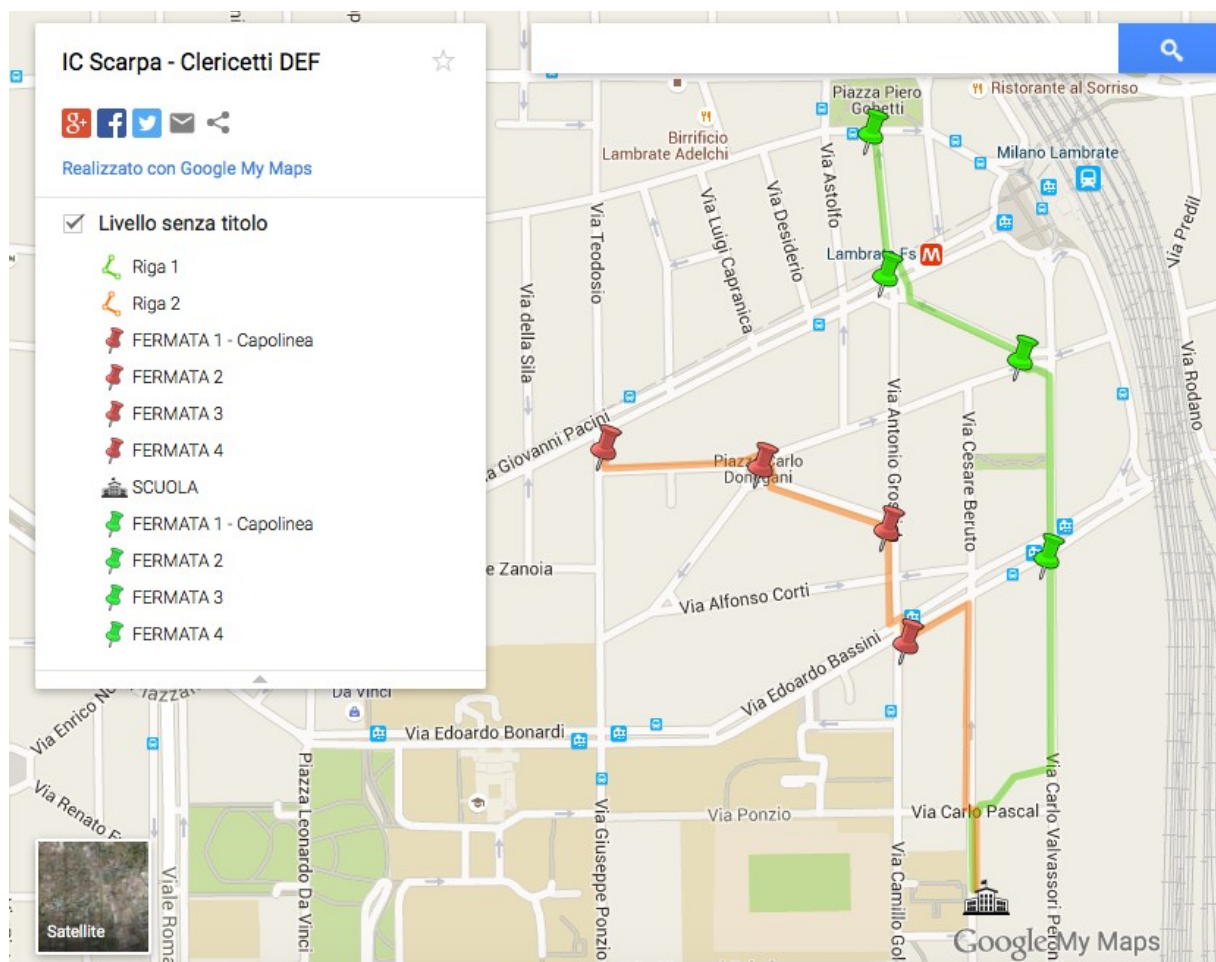 IC Scarpa - Clericetti DEF
Realizzato con Google My Maps
Livello senza titolo
Riga 1
Riga 2
FERMATA 1 - Capolinea
FERMATA 2
FERMATA 3
FERMATA 4
SCUOLA
FERMATA 1 - Capolinea
FERMATA 2
FERMATA 3
FERMATA 4
Satellite
Piazza Piero
Gobetti
Ristorante al Sorriso
Birrificio
Lambrate Adelchi
Milano Lambrate
Via Astolfo
Via Desiderio
Via Luigi Capranica
Via Teodosio
Via della Sila
Via Predil
Lambrate Fs
M
Via Rodano
Giovanni Pacini
Piazza Carlo
Donegani
Via Antonio
Via Cesare Beruto
e Zanoia
Via Alfonso Corti
Via Edoardo Bassini
Da Vinci
Via Edoardo Bonardi
Via Enrico
Via Renato
Piazza Leonardo Da Vinci
Via Giuseppe Ponzio
Via Ponzio
Via Carlo Pascal
Via Carlo Valvassori Peron
Via Camillo Gol
Viale Roma
Google My Maps